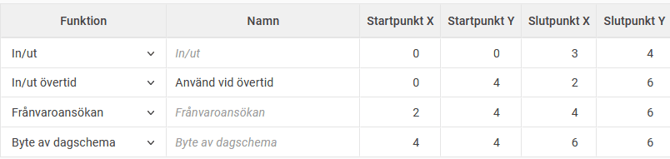 Funktion Namn Startpunkt X Startpunkt Y Slutpunkt X Slutpunkt Y
In/ut In/ut 0 0 3 4
In/ut övertid Använd vid övertid 0 4 2 6
Frånvaroansökan Frånvaroansökan 2 4 4 6
Byte av dagschema Byte av dagschema 4 4 6 6